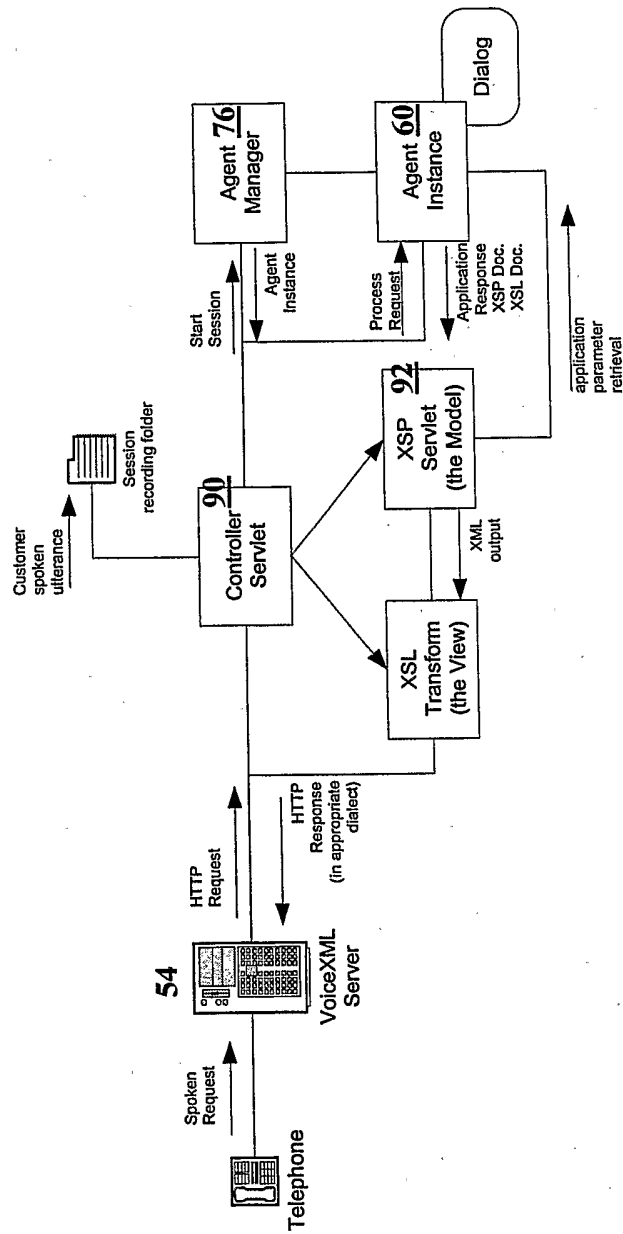 Telephone
Spoken
Request
54
VoiceXML
Server
HTTP
Request
HTTP
Response
(in appropriate
dialect)
Customer
spoken
utterance
Session
recording folder
90
Controller
Servlet
XSL
Transform
(the View)
XML
output
92
XSP
Servlet
(the Model)
Start
Session
Agent
Instance
Agent 76
Manager
Process
Request
Application
Response
XSP Doc.
XSL Doc.
Agent 60
Instance
Dialog
application
parameter
retrieval